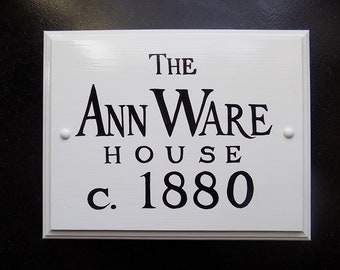 The
Ann Ware
House
c. 1880